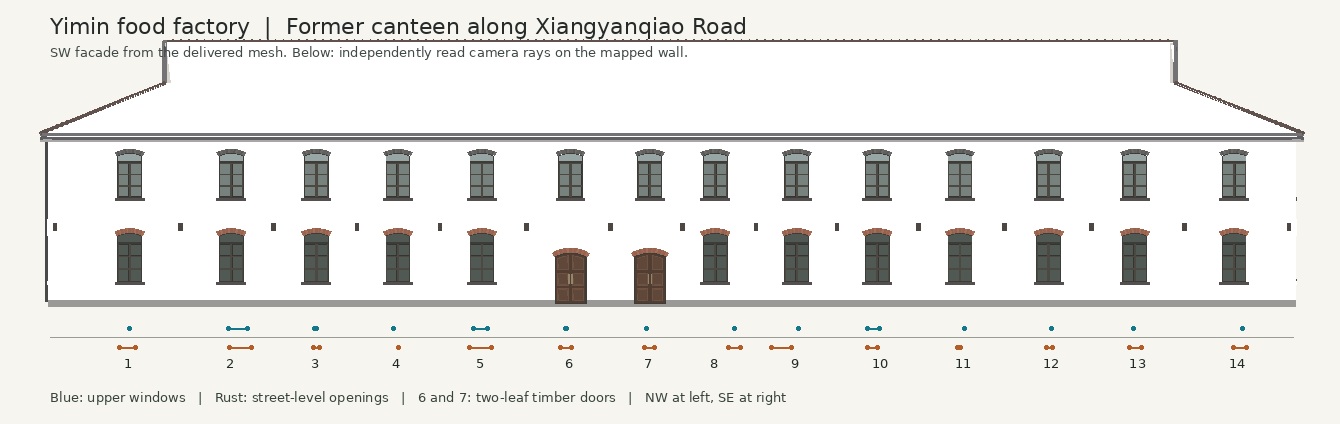 Yimin food factory | Former canteen along Xiangyanqiao Road
SW facade from the delivered mesh. Below: independently read camera rays on the mapped wall.
1 2 3 4 5 6 7 8 9 10 11 12 13 14
Blue: upper windows | Rust: street-level openings | 6 and 7: two-leaf timber doors | NW at left, SE at right